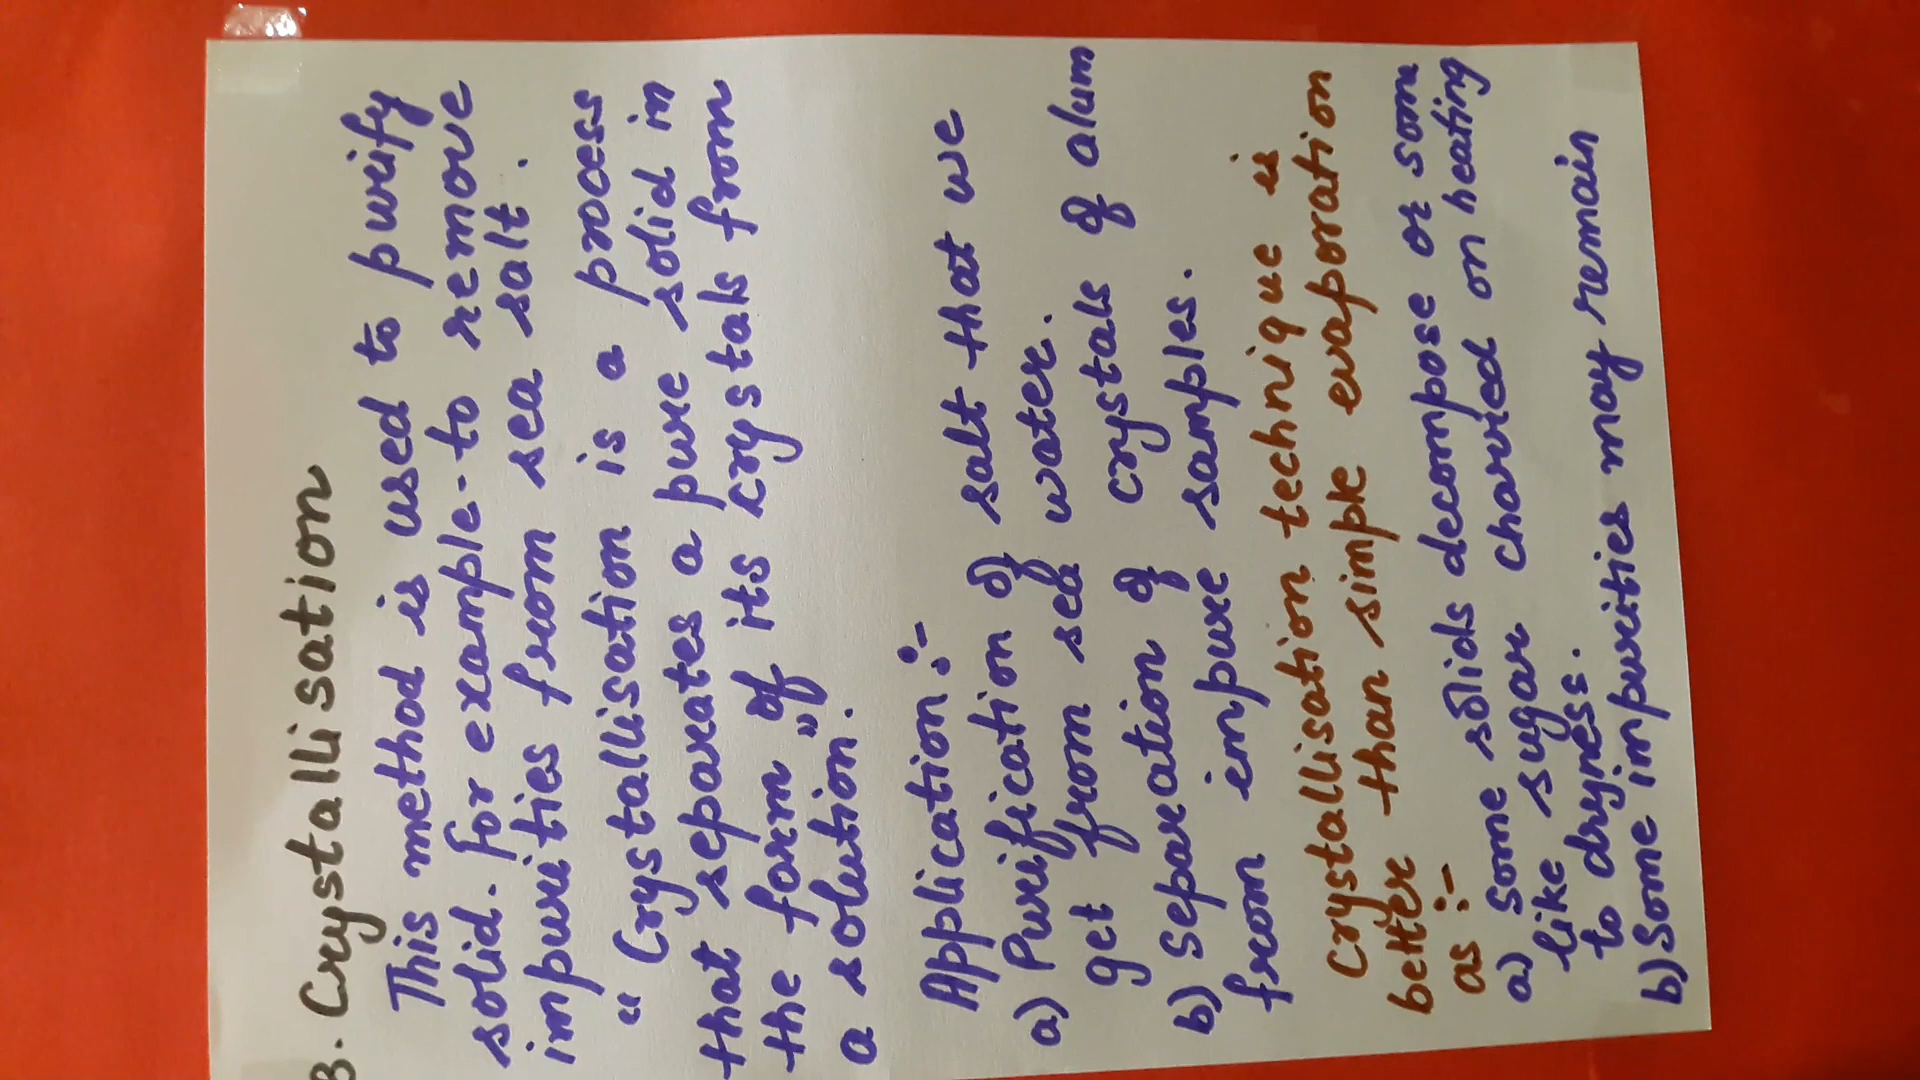 3. Crystallisation
This method is used to purify
solid. For example - to remove
impurities from sea salt.
"Crystallisation is a process
that separates a pure solid in
the form of its crystals from
a solution."
Application :-
a) Purification of salt that we
get from sea water.
b) Separation of crystals of alum
from impure samples.
Crystallisation technique is
better than simple evaporation
as :-
a) Some solids decompose or som
like sugar charried on heating
to dryness.
b) Some impurities may remain